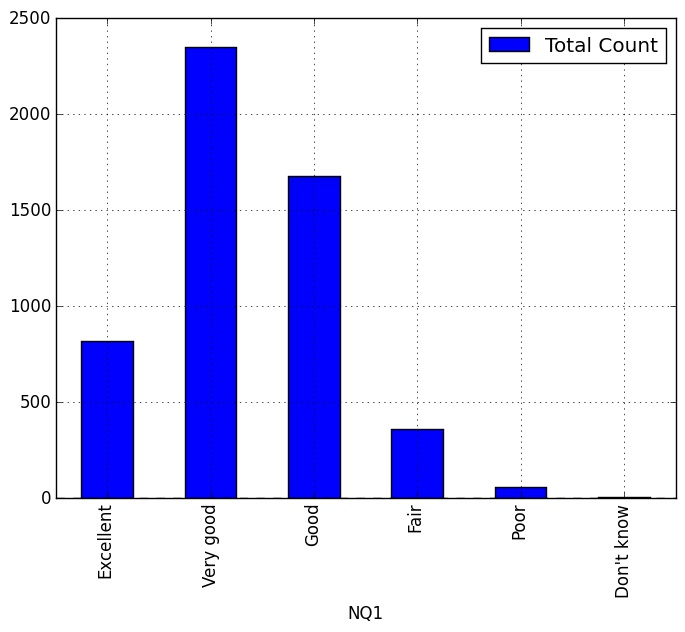 2500
Total Count
2000
1500
1000
500
0
Excellent
Very good
Good
Fair
Poor
Don't know
NQ1